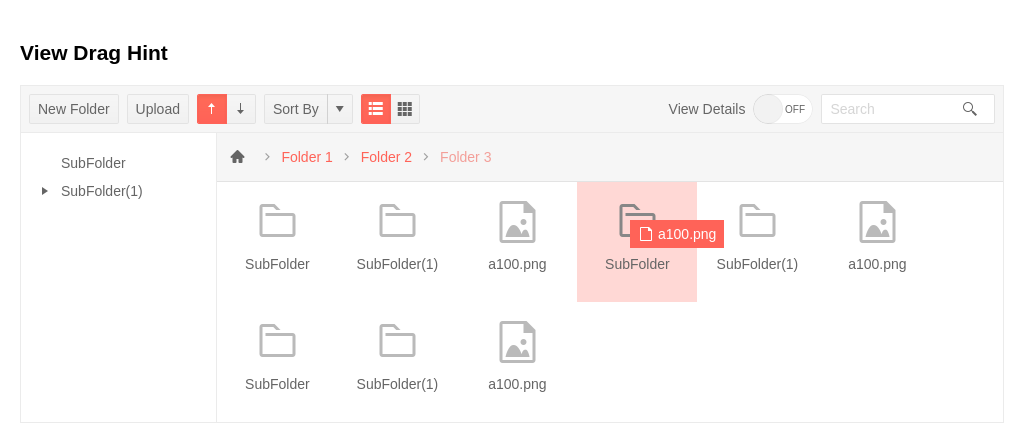 View Drag Hint
New Folder Upload Sort By View Details OFF Search
SubFolder
SubFolder(1)
Folder 1 Folder 2 Folder 3
SubFolder SubFolder(1) a100.png SubFolder SubFolder(1) a100.png
a100.png
SubFolder SubFolder(1) a100.png